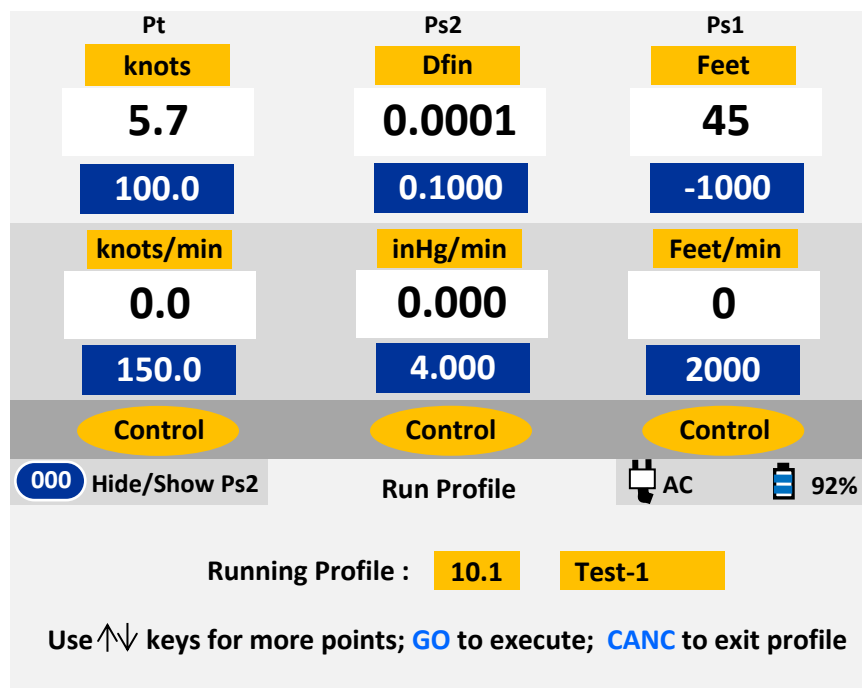 Pt Ps2 Ps1
knots Dfin Feet
5.7 0.0001 45
100.0 0.1000 -1000
knots/min inHg/min Feet/min
0.0 0.000 0
150.0 4.000 2000
Control Control Control
000 Hide/Show Ps2 Run Profile AC 92%
Running Profile : 10.1 Test-1
Use ↑↓ keys for more points; GO to execute; CANC to exit profile